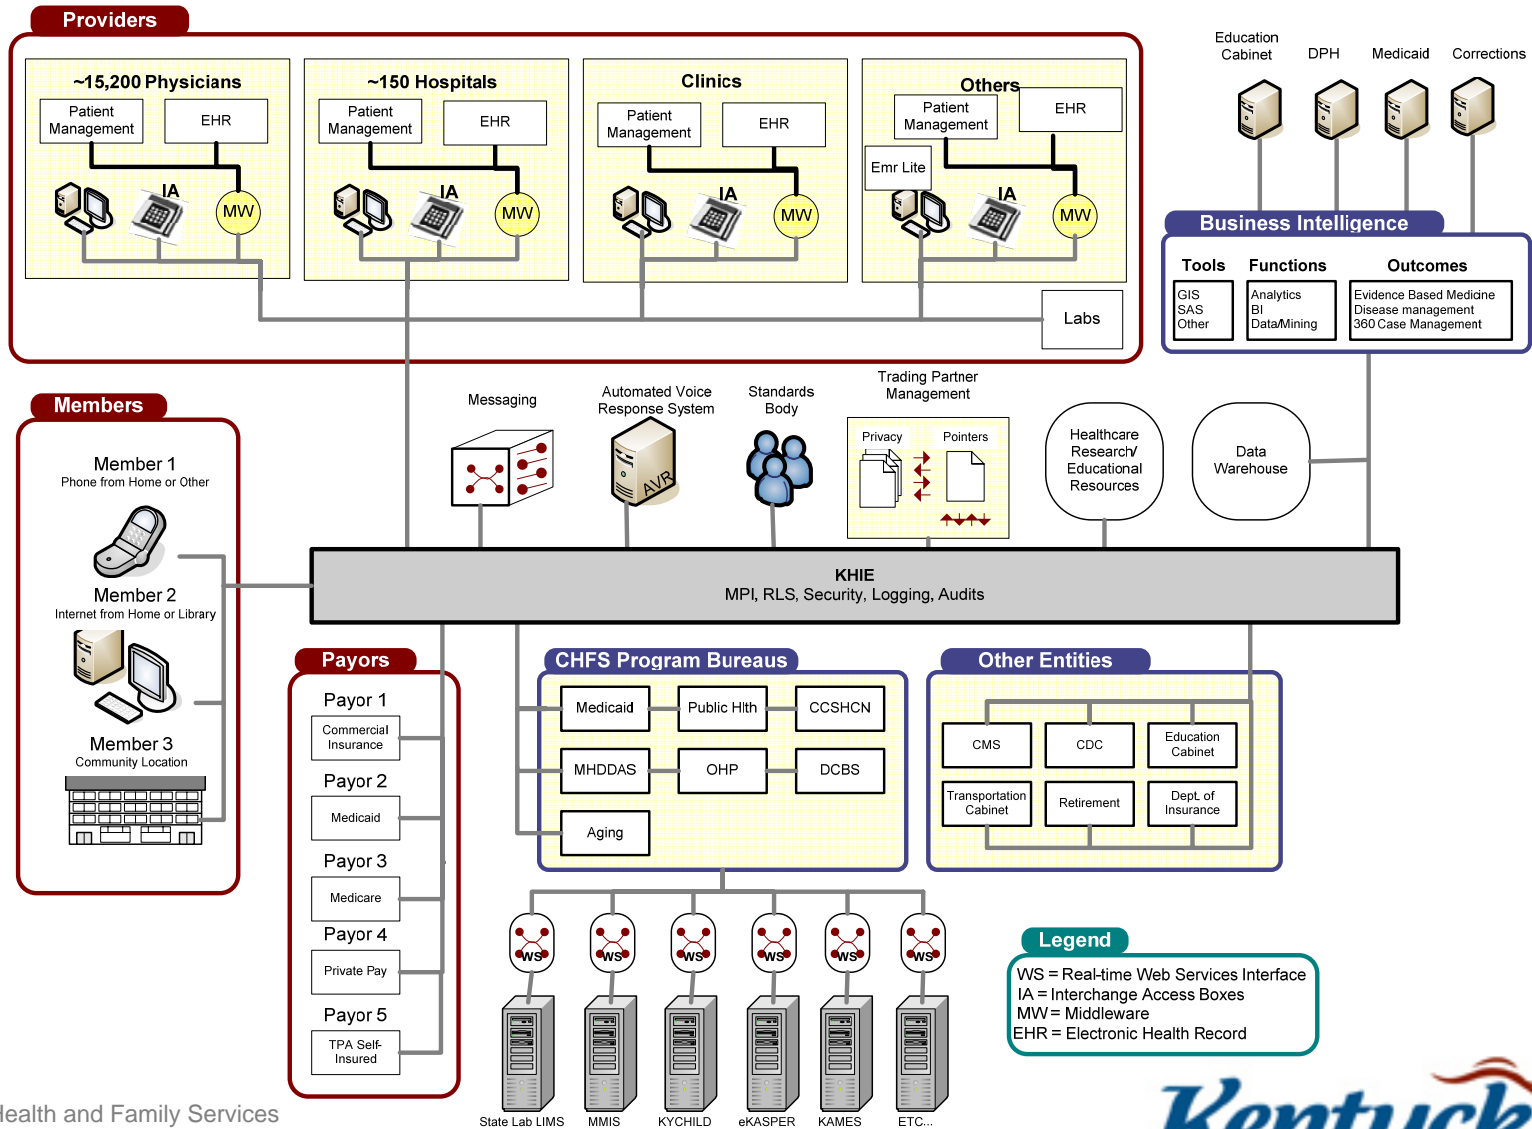 Providers
~15,200 Physicians
Patient
Management
EHR
IA
MW
~150 Hospitals
Patient
Management
EHR
IA
MW
Clinics
Patient
Management
EHR
IA
MW
Others
Patient
Management
EHR
Emr Lite
IA
MW
Labs
Education
Cabinet
DPH
Medicaid
Corrections
Business Intelligence
Tools
GIS
SAS
Other
Functions
Analytics
BI
Data/Mining
Outcomes
Evidence Based Medicine
Disease management
360 Case Management
Members
Member 1
Phone from Home or Other
Member 2
Internet from Home or Library
Member 3
Community Location
Messaging
Automated Voice
Response System
AVR
Standards
Body
Trading Partner
Management
Privacy
Pointers
Healthcare
Research/
Educational
Resources
Data
Warehouse
KHIE
MPI, RLS, Security, Logging, Audits
Payors
Payor 1
Commercial
Insurance
Payor 2
Medicaid
Payor 3
Medicare
Payor 4
Private Pay
Payor 5
TPA Self-
Insured
CHFS Program Bureaus
Medicaid
Public Hlth
CCSHCN
MHDDAS
OHP
DCBS
Aging
Other Entities
CMS
CDC
Education
Cabinet
Transportation
Cabinet
Retirement
Dept. of
Insurance
WS
WS
WS
WS
WS
WS
State Lab LIMS
MMIS
KYCHILD
eKASPER
KAMES
ETC...
Legend
WS = Real-time Web Services Interface
IA = Interchange Access Boxes
MW = Middleware
EHR = Electronic Health Record
Health and Family Services
Kentuck